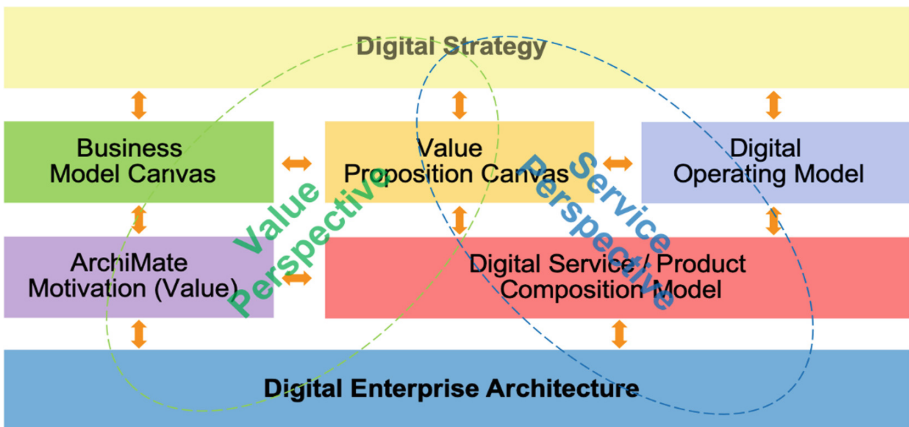 Digital Strategy
Business
Model Canvas
Value
Proposition Canvas
Digital
Operating Model
Value
Perspective
Service
Perspective
ArchiMate
Motivation (Value)
Digital Service / Product
Composition Model
Digital Enterprise Architecture